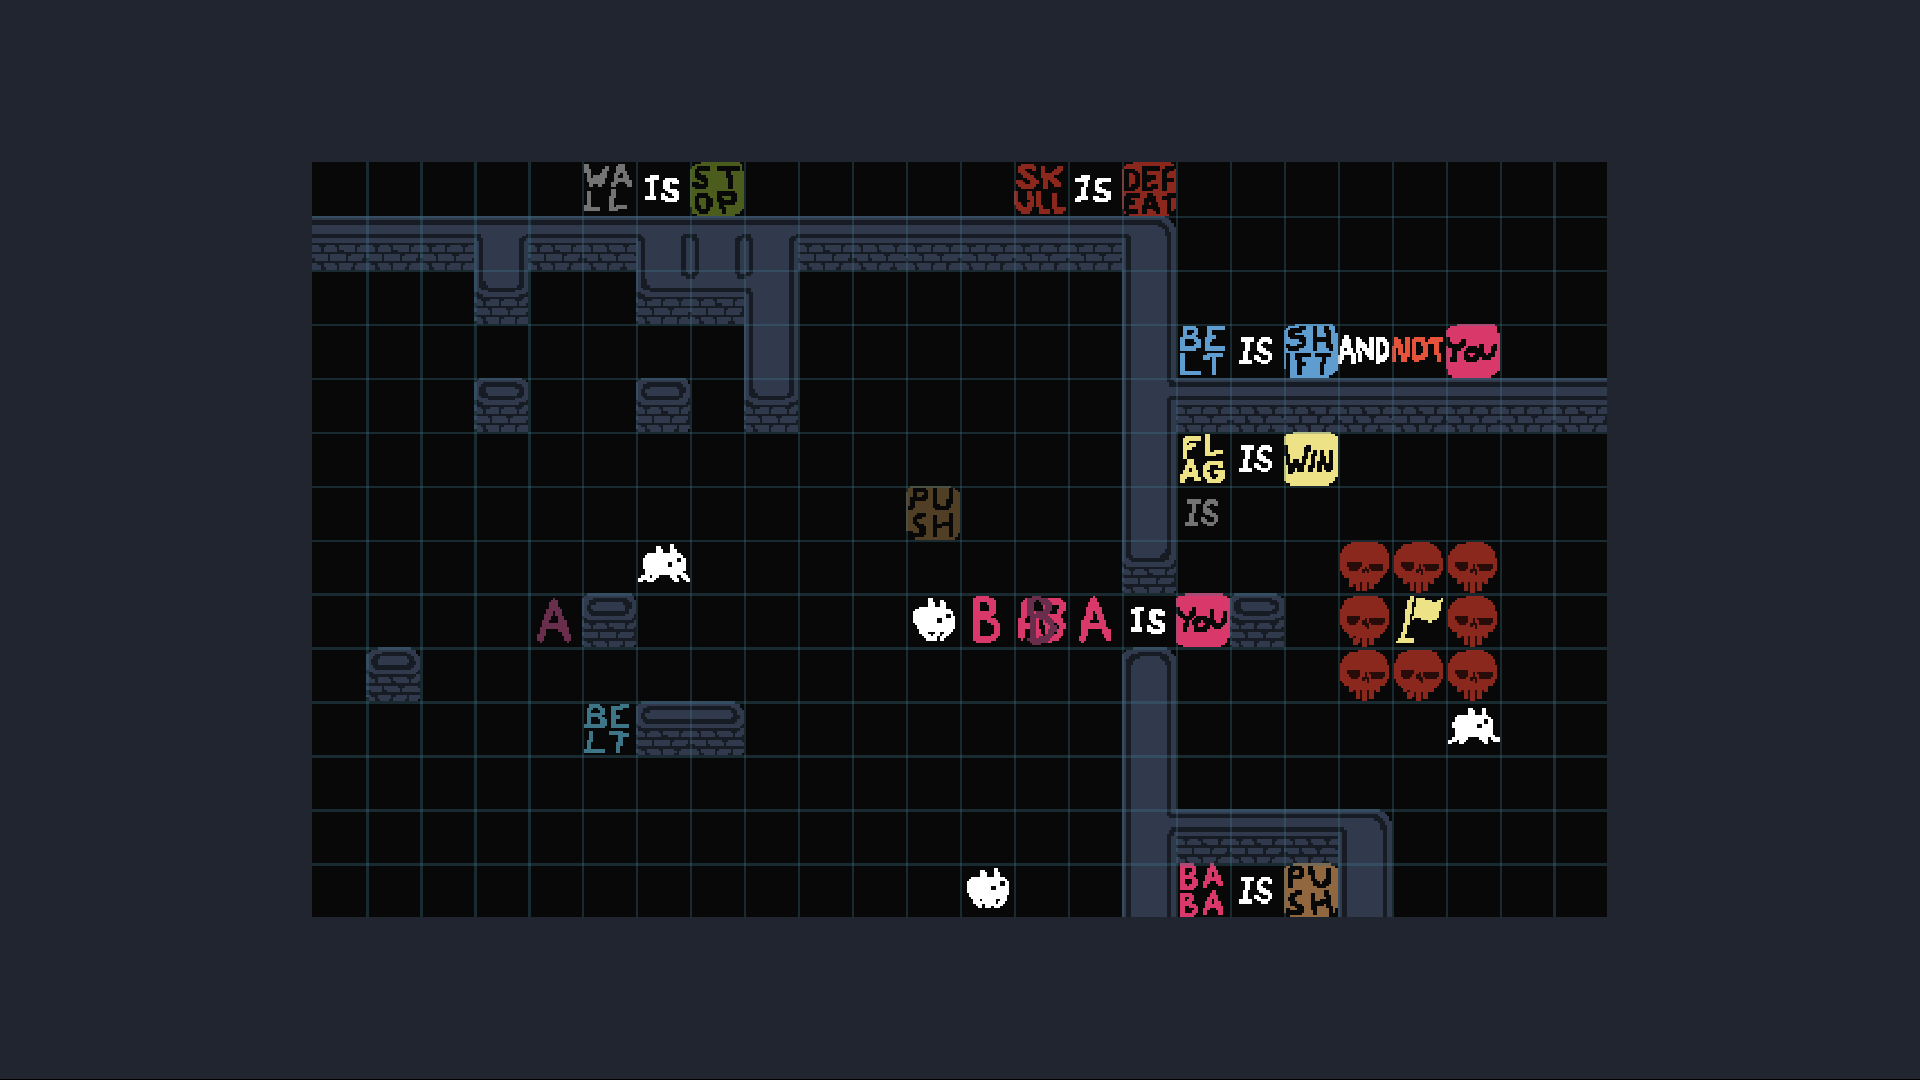 WALL IS STOP
SKULL IS DEFEAT
BELT IS SHIFT AND NOT YOU
FLAG IS WIN
PUSH
IS
A
B AB A IS YOU
BELT
BABA IS PUSH